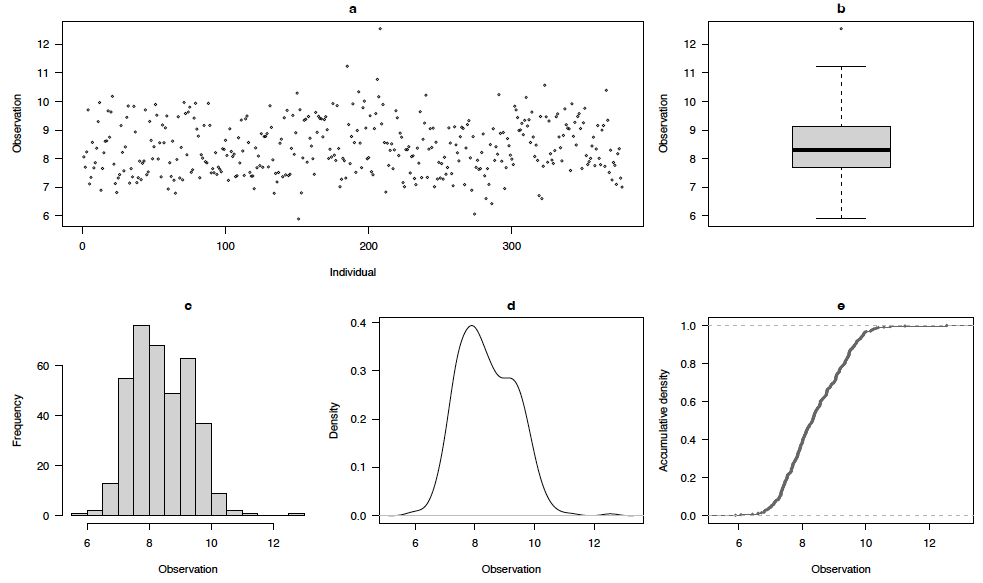 a
Observation
12
11
10
9
8
7
6
0 100 200 300
Individual
b
Observation
12
11
10
9
8
7
6
c
Frequency
60
40
20
0
6 8 10 12
Observation
d
Density
0.4
0.3
0.2
0.1
0.0
6 8 10 12
Observation
e
Accumulative density
1.0
0.8
0.6
0.4
0.2
0.0
6 8 10 12
Observation